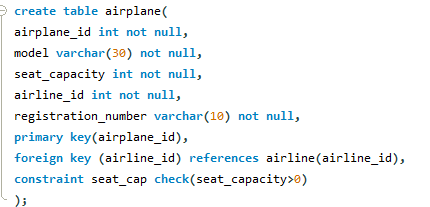 create table airplane(
airplane_id int not null,
model varchar(30) not null,
seat_capacity int not null,
airline_id int not null,
registration_number varchar(10) not null,
primary key(airplane_id),
foreign key (airline_id) references airline(airline_id),
constraint seat_cap check(seat_capacity>0)
);